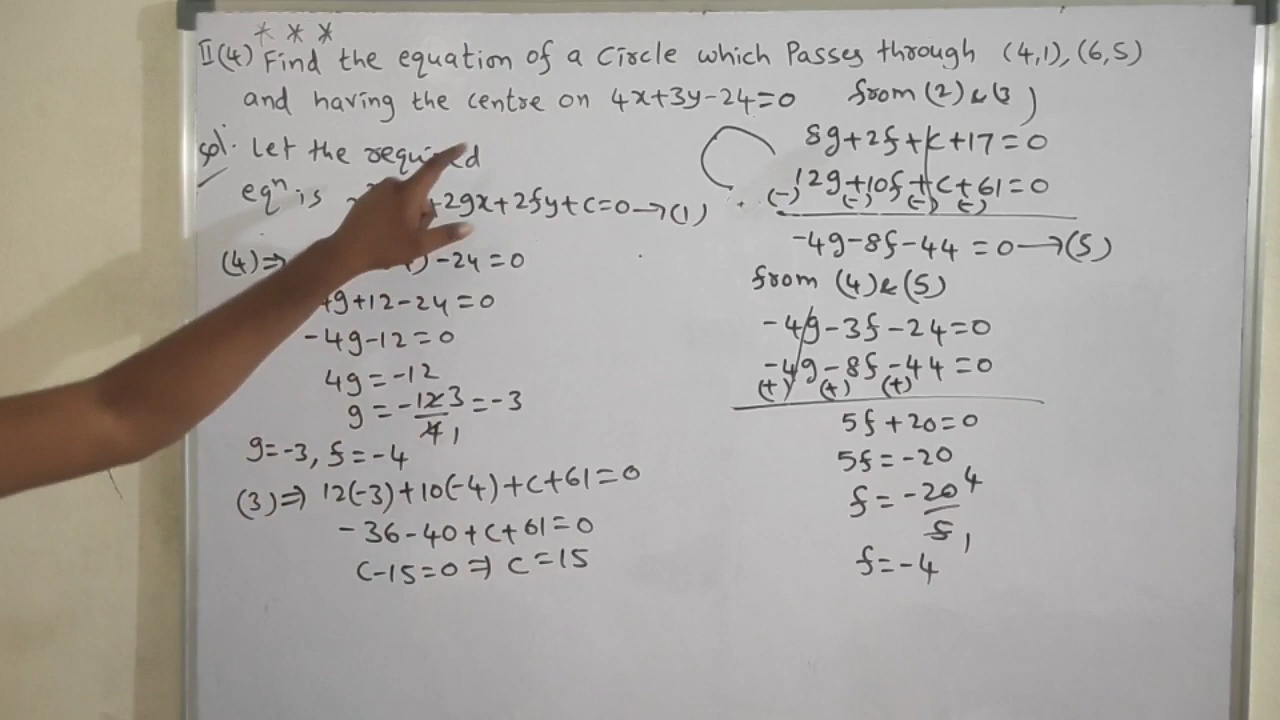 * * *
II(4) Find the equation of a Circle which Passes through (4,1), (6,5)
and having the centre on 4x+3y-24=0
Sol: Let the required
eqⁿ is +2gx+2fy+c=0→(1)
(4)⇒ -24=0
g+12-24=0
-4g-12=0
4g=-12
g=-12/4=-3
3
1
g=-3, f=-4
(3)⇒ 12(-3)+10(-4)+c+61=0
-36-40+c+61=0
c-15=0⇒ c=15
from (2) & (3)
8g+2f+c+17=0
12g+10f+c+61=0
(-) (-) (-) (-)
-4g-8f-44=0→(5)
from (4) & (5)
-4g-3f-24=0
-4g-8f-44=0
(+) (+) (+)
5f+20=0
5f=-20
f=-20/5
4
1
f=-4